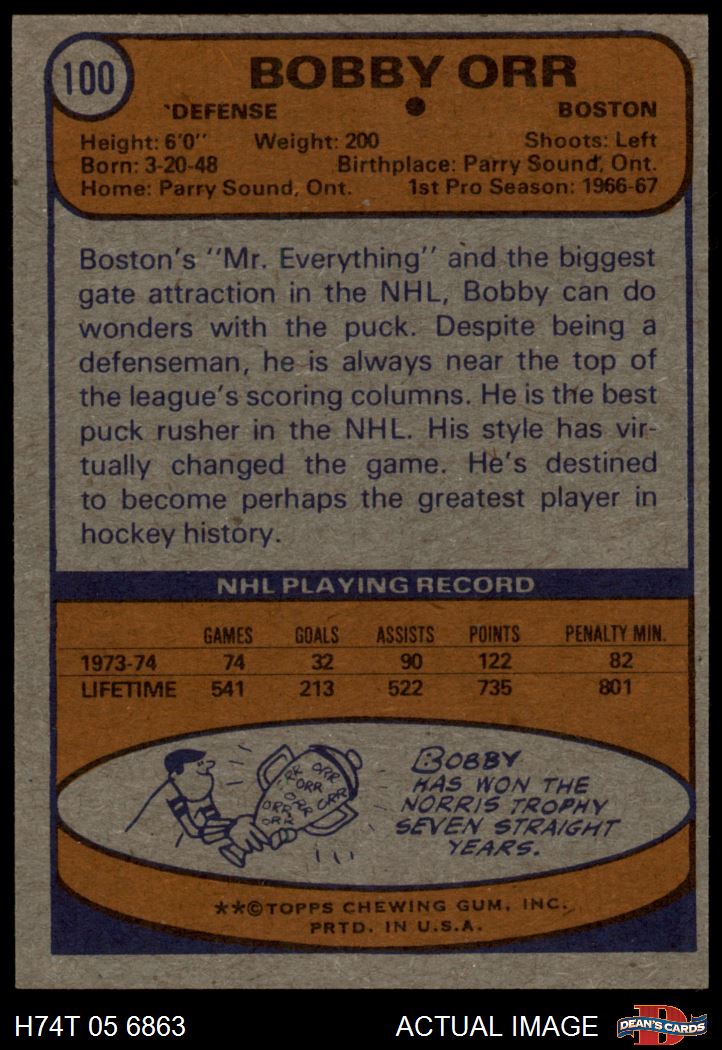 100
BOBBY ORR
DEFENSE BOSTON
Height: 6'0" Weight: 200 Shoots: Left
Born: 3-20-48 Birthplace: Parry Sound, Ont.
Home: Parry Sound, Ont. 1st Pro Season: 1966-67
Boston's "Mr. Everything" and the biggest
gate attraction in the NHL, Bobby can do
wonders with the puck. Despite being a
defenseman, he is always near the top of
the league's scoring columns. He is the best
puck rusher in the NHL. His style has vir-
tually changed the game. He's destined
to become perhaps the greatest player in
hockey history.
NHL PLAYING RECORD
GAMES GOALS ASSISTS POINTS PENALTY MIN.
1973-74 74 32 90 122 82
LIFETIME 541 213 522 735 801
ORR
ORR
ORR
ORR
ORR
ORR
ORR
BOBBY
HAS WON THE
NORRIS TROPHY
SEVEN STRAIGHT
YEARS.
**©TOPPS CHEWING GUM, INC.
PRTD. IN U.S.A.
H74T 05 6863 ACTUAL IMAGE
D
DEAN'S CARDS